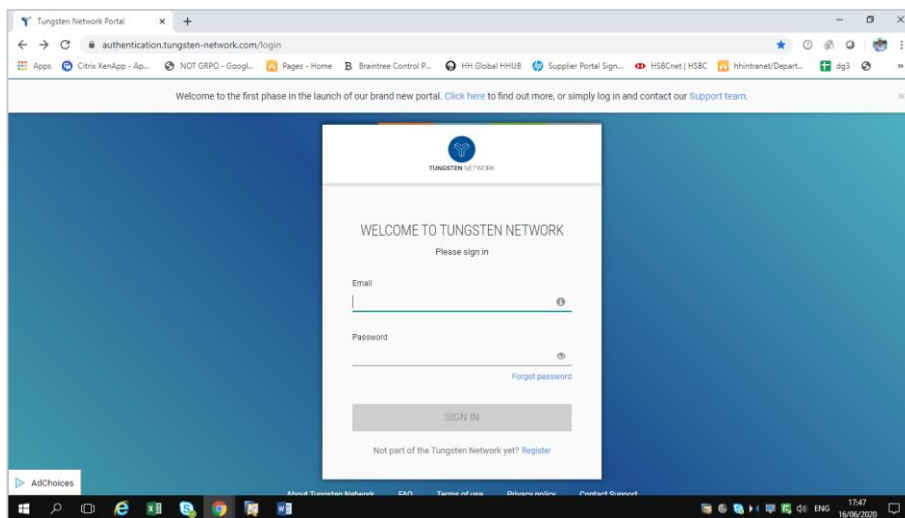 Tungsten Network Portal
authentication.tungsten-network.com/login
Apps Citrix XenApp - Ap... NOT GRPO - Googl... Pages - Home Braintree Control P... HH Global HHUB Supplier Portal Sign... HSBCnet | HSBC hhintranet/Depart... dg3 »
Welcome to the first phase in the launch of our brand new portal. Click here to find out more, or simply log in and contact our Support team.
TUNGSTEN NETWORK
WELCOME TO TUNGSTEN NETWORK
Please sign in
Email
Password
Forgot password
SIGN IN
Not part of the Tungsten Network yet? Register
AdChoices
About Tungsten Network FAQ Terms of use Privacy policy Contact Support
ENG
17:47
16/06/2020